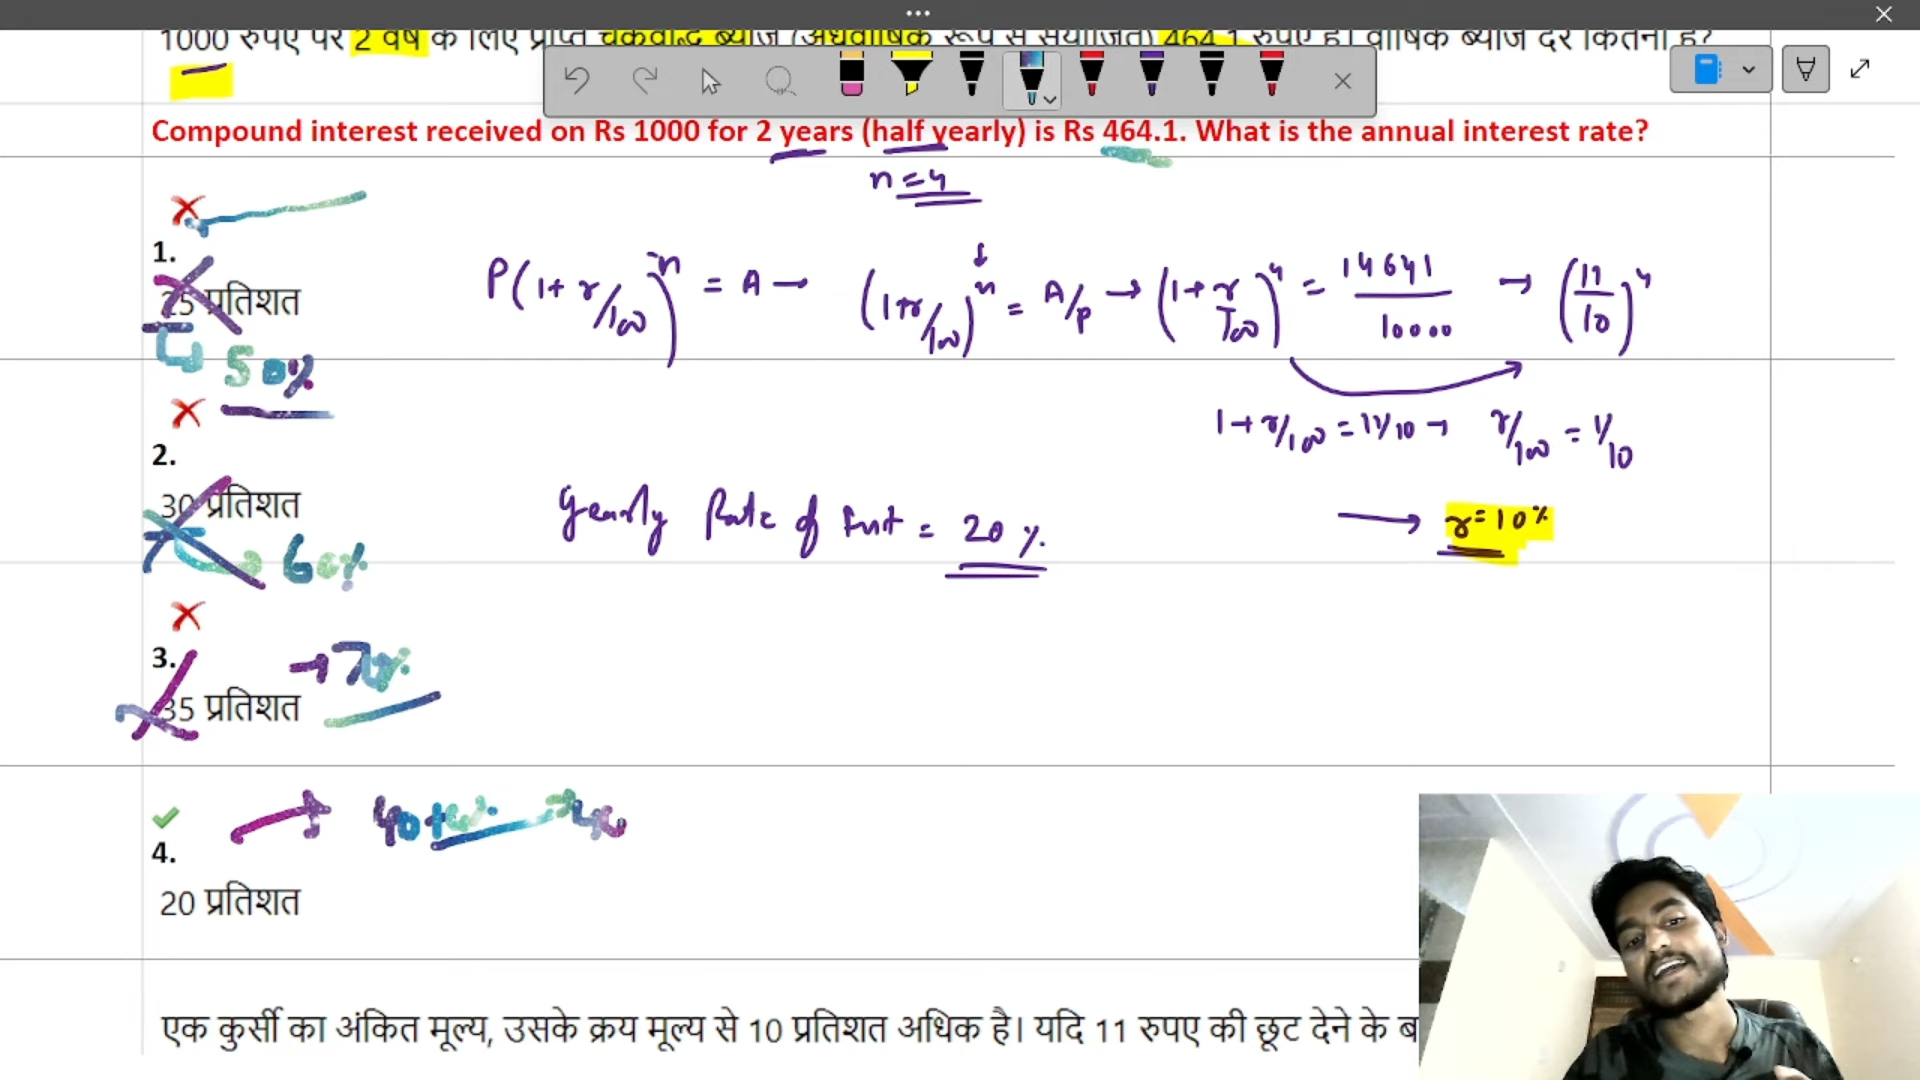 1000 रुपए पर 2 वर्ष के लिए प्राप्त चक्रवृद्धि ब्याज (अर्धवार्षिक रूप से संयोजित) 464.1 रुपए है। वार्षिक ब्याज दर कितनी है?
Compound interest received on Rs 1000 for 2 years (half yearly) is Rs 464.1. What is the annual interest rate?
n = 4
1.
25 प्रतिशत
50%
P(1+r/100)^n = A → (1+r/100)^n = A/P → (1+r/100)^4 = 14641/10000 → (11/10)^4
1+r/100 = 11/10 → r/100 = 1/10
2.
30 प्रतिशत
60%
Yearly Rate of Int = 20%.
→ r=10%
3.
35 प्रतिशत
→ 70%
4.
20 प्रतिशत
एक कुर्सी का अंकित मूल्य, उसके क्रय मूल्य से 10 प्रतिशत अधिक है। यदि 11 रुपए की छूट देने के